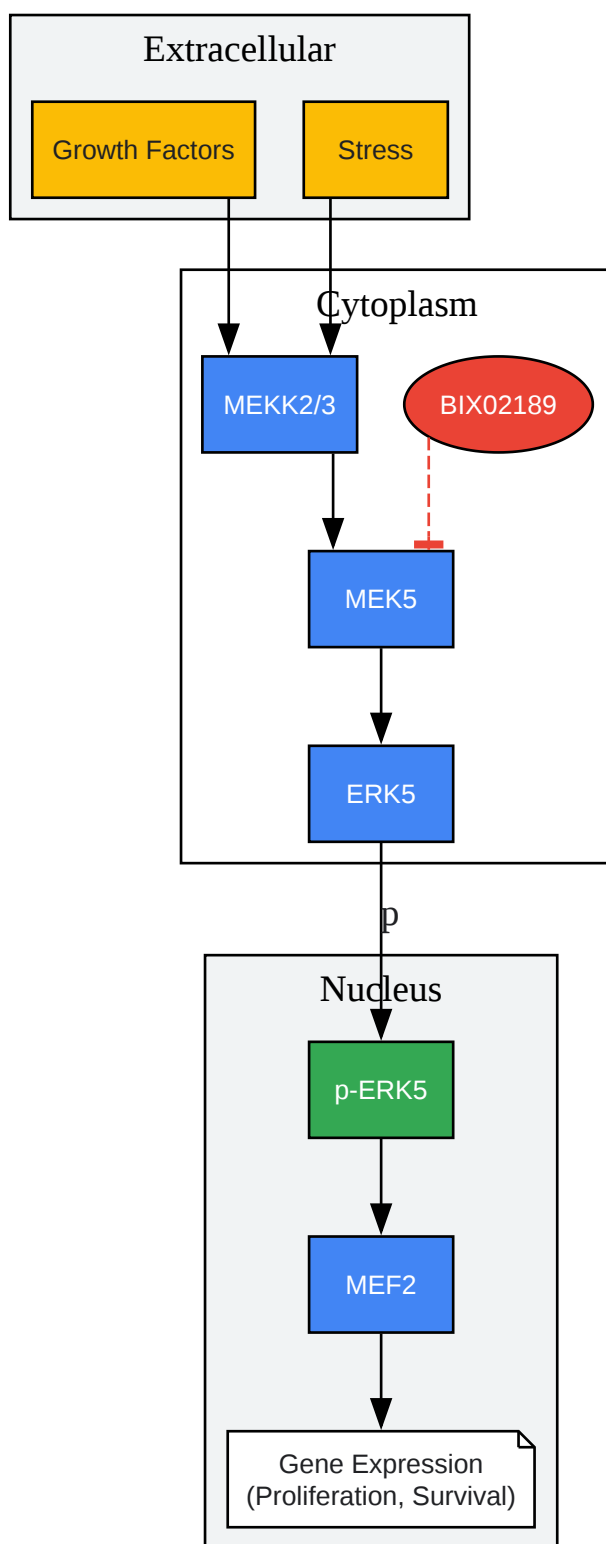 Extracellular
Growth Factors
Stress
Cytoplasm
MEKK2/3
BIX02189
MEK5
ERK5
p
Nucleus
p-ERK5
MEF2
Gene Expression
(Proliferation, Survival)